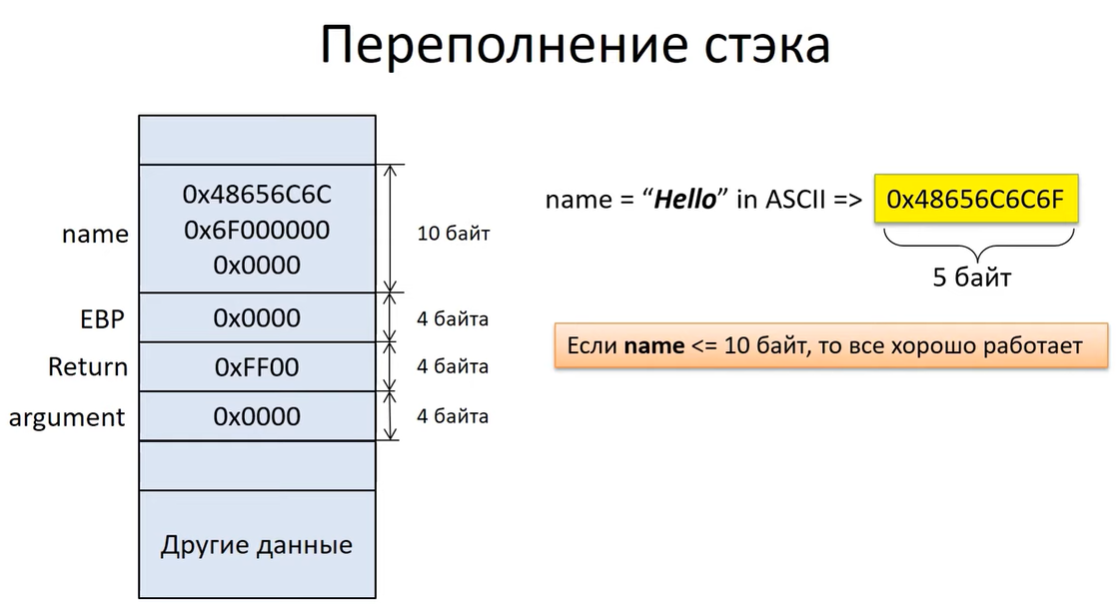 Переполнение стэка
name
0x48656C6C
0x6F000000
0x0000
10 байт
EBP
0x0000
4 байта
Return
0xFF00
4 байта
argument
0x0000
4 байта
Другие данные
name = “Hello” in ASCII => 0x48656C6C6F
5 байт
Если name <= 10 байт, то все хорошо работает